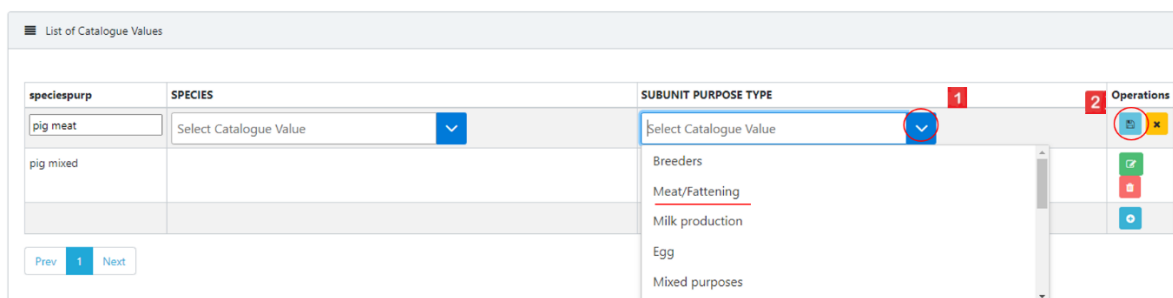 List of Catalogue Values
speciespurp SPECIES SUBUNIT PURPOSE TYPE 1 2 Operations
pig meat Select Catalogue Value Select Catalogue Value
pig mixed
Breeders
Meat/Fattening
Milk production
Egg
Mixed purposes
Prev 1 Next